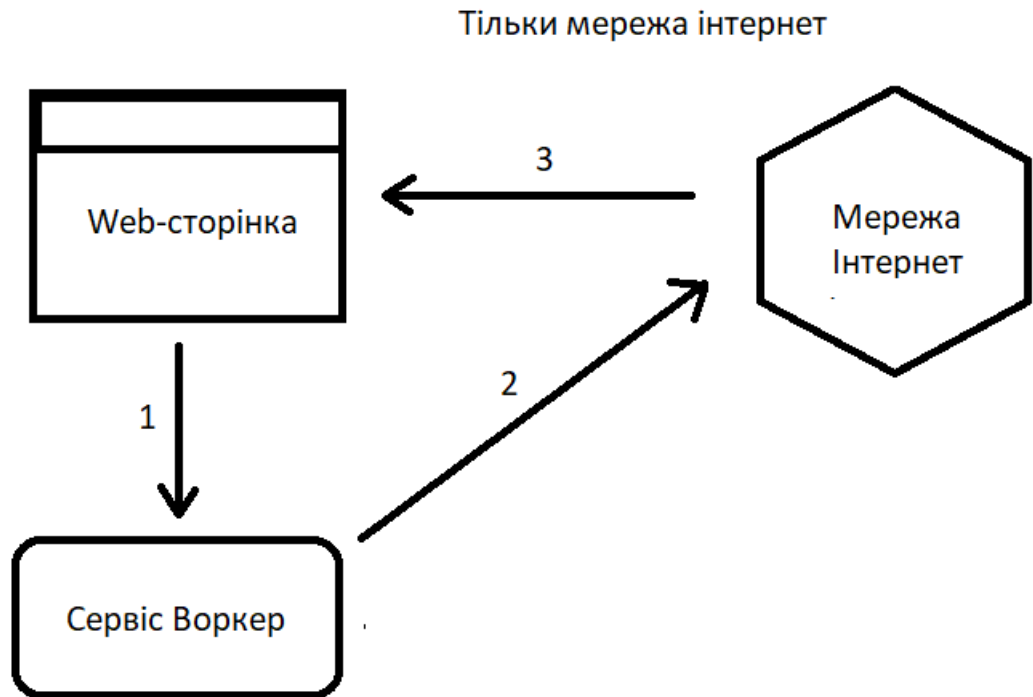 Тільки мережа інтернет
3
Web-сторінка
Мережа
Інтернет
1
2
Сервіс Воркер